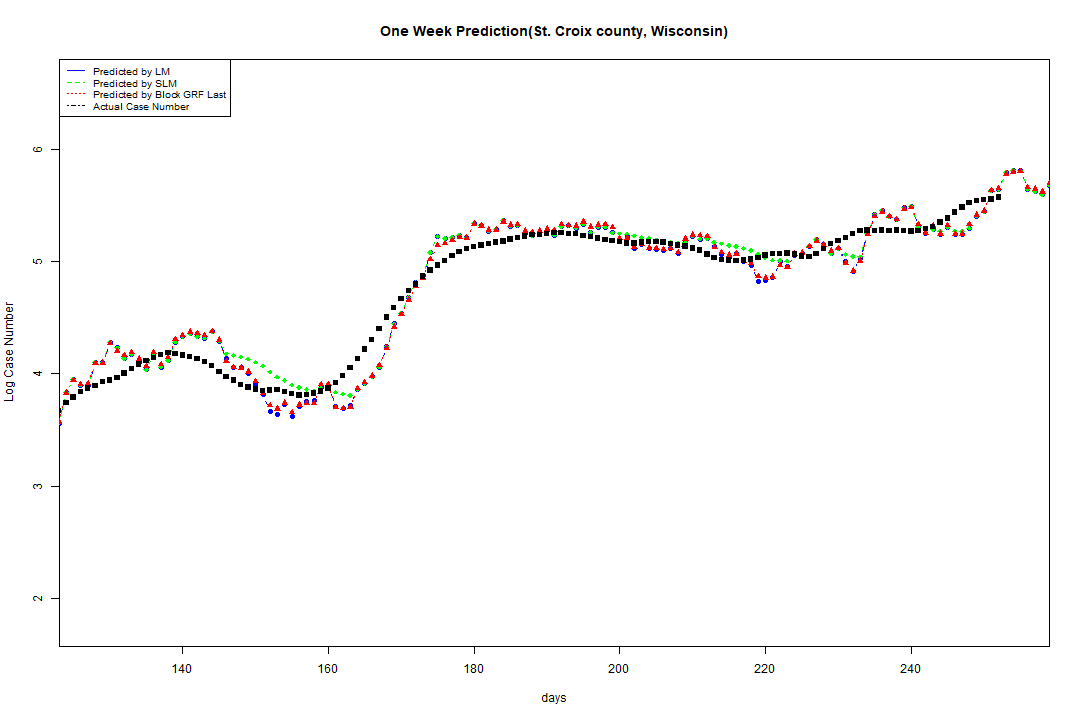 One Week Prediction(St. Croix county, Wisconsin)
Predicted by LM
Predicted by SLM
Predicted by Block GRF Last
Actual Case Number
6
5
4
3
2
Log Case Number
140 160 180 200 220 240
days